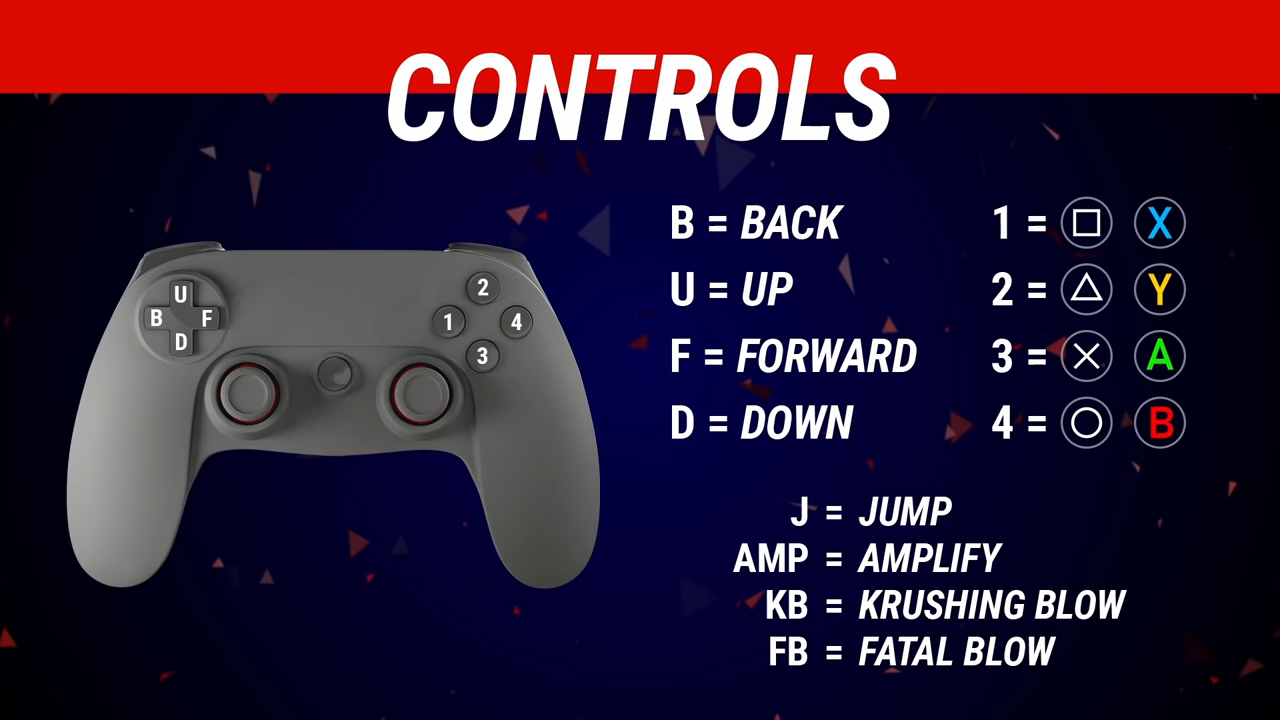 CONTROLS
B = BACK
U = UP
F = FORWARD
D = DOWN
1 = □ X
2 = △ Y
3 = ✕ A
4 = ○ B
J = JUMP
AMP = AMPLIFY
KB = KRUSHING BLOW
FB = FATAL BLOW
U
B F
D
2
1 4
3